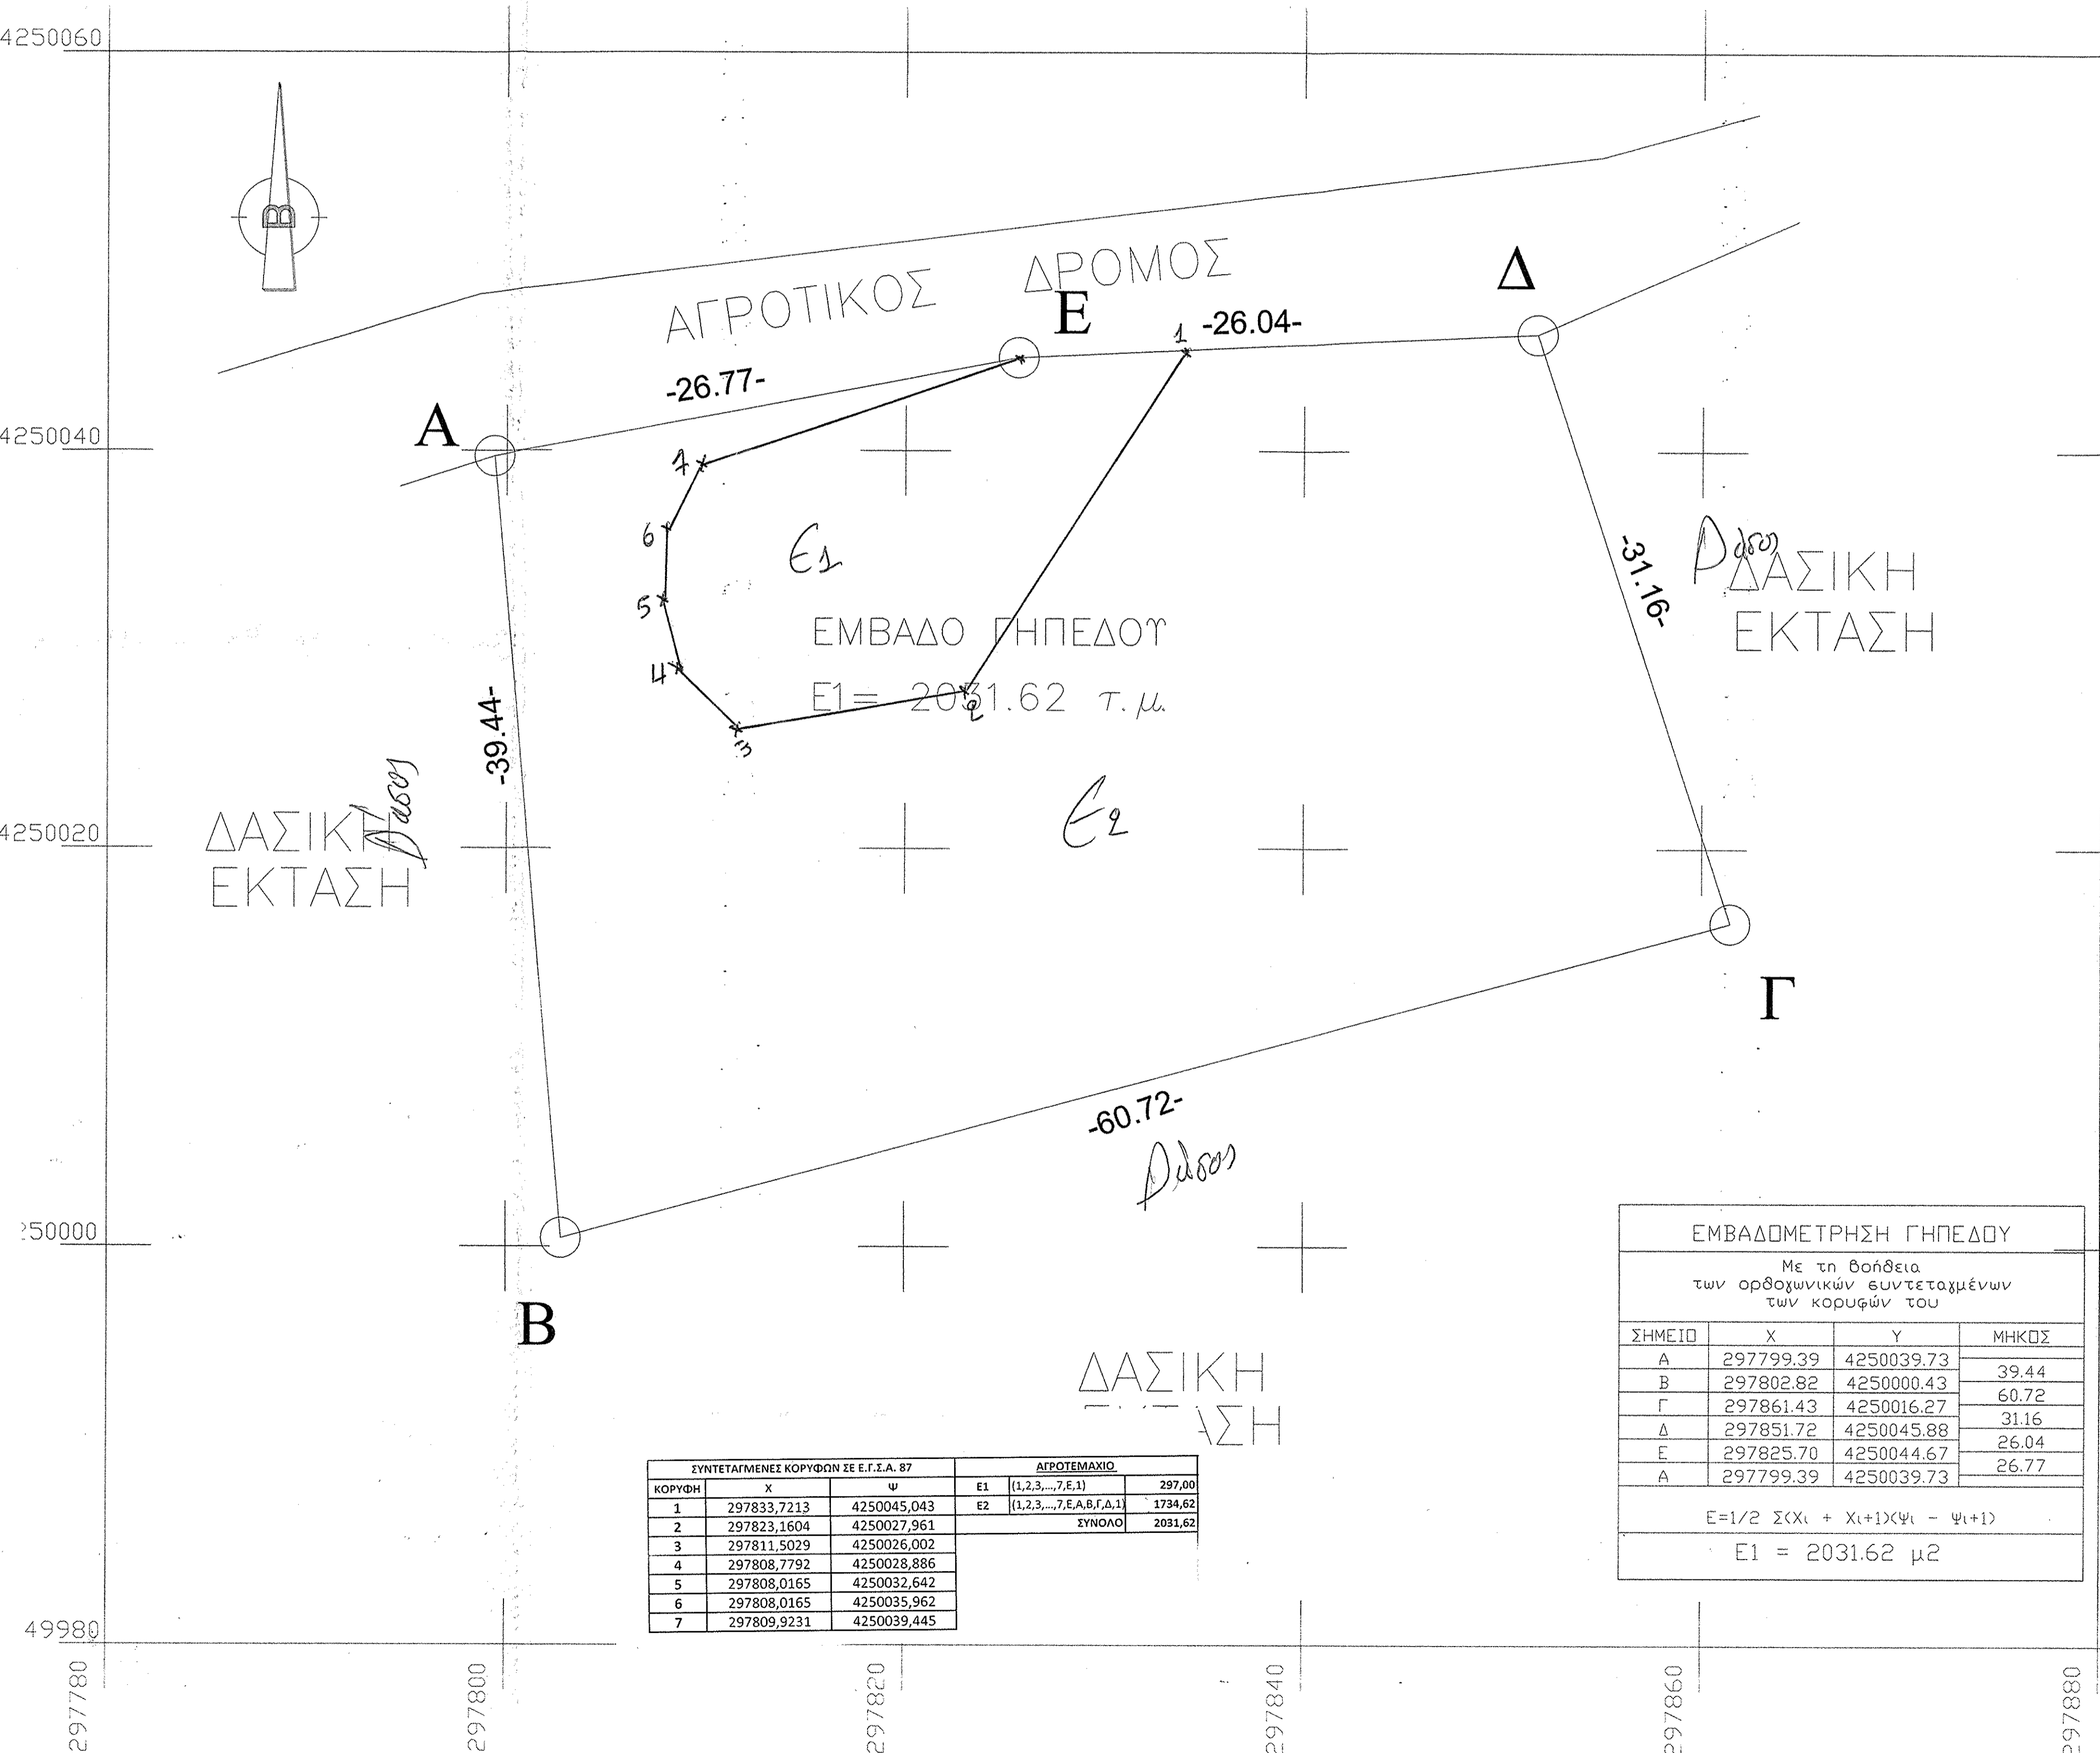 4250060
4250040
4250020
50000
49980
297780
297800
297820
297840
297860
297880
Β
ΑΓΡΟΤΙΚΟΣ ΔΡΟΜΟΣ
Α
-26.77-
Ε
1
-26.04-
Δ
7
6
5
4
3
2
Ε1
ΕΜΒΑΔΟ ΓΗΠΕΔΟΥ
Ε1= 2031.62 τ.μ.
Ε2
-39.44-
-31.16-
Δάσος
ΔΑΣΙΚΗ
ΕΚΤΑΣΗ
Δασος
ΔΑΣΙΚΗ
ΕΚΤΑΣΗ
Γ
-60.72-
Δάσος
Β
ΔΑΣΙΚΗ
ΑΣΗ
ΣΥΝΤΕΤΑΓΜΕΝΕΣ ΚΟΡΥΦΩΝ ΣΕ Ε.Γ.Σ.Α. 87
ΚΟΡΥΦΗ Χ Ψ
1 297833,7213 4250045,043
2 297823,1604 4250027,961
3 297811,5029 4250026,002
4 297808,7792 4250028,886
5 297808,0165 4250032,642
6 297808,0165 4250035,962
7 297809,9231 4250039,445
ΑΓΡΟΤΕΜΑΧΙΟ
Ε1 (1,2,3,...,7,Ε,1) 297,00
Ε2 (1,2,3,...,7,Ε,Α,Β,Γ,Δ,1) 1734,62
ΣΥΝΟΛΟ 2031,62
ΕΜΒΑΔΟΜΕΤΡΗΣΗ ΓΗΠΕΔΟΥ
Με τη βοήθεια
των ορθογωνικών συντεταγμένων
των κορυφών του
ΣΗΜΕΙΟ Χ Υ ΜΗΚΟΣ
Α 297799.39 4250039.73
39.44
Β 297802.82 4250000.43
60.72
Γ 297861.43 4250016.27
31.16
Δ 297851.72 4250045.88
26.04
Ε 297825.70 4250044.67
26.77
Α 297799.39 4250039.73
Ε=1/2 Σ(Χι + Χι+1)(Ψι - Ψι+1)
Ε1 = 2031.62 μ2